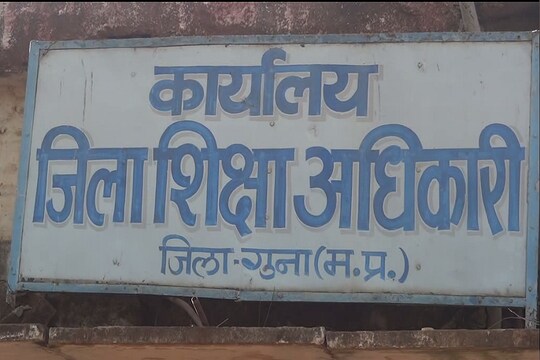 कार्यालय
जिला शिक्षा अधिकारी
जिला-गुना (म.प्र.)